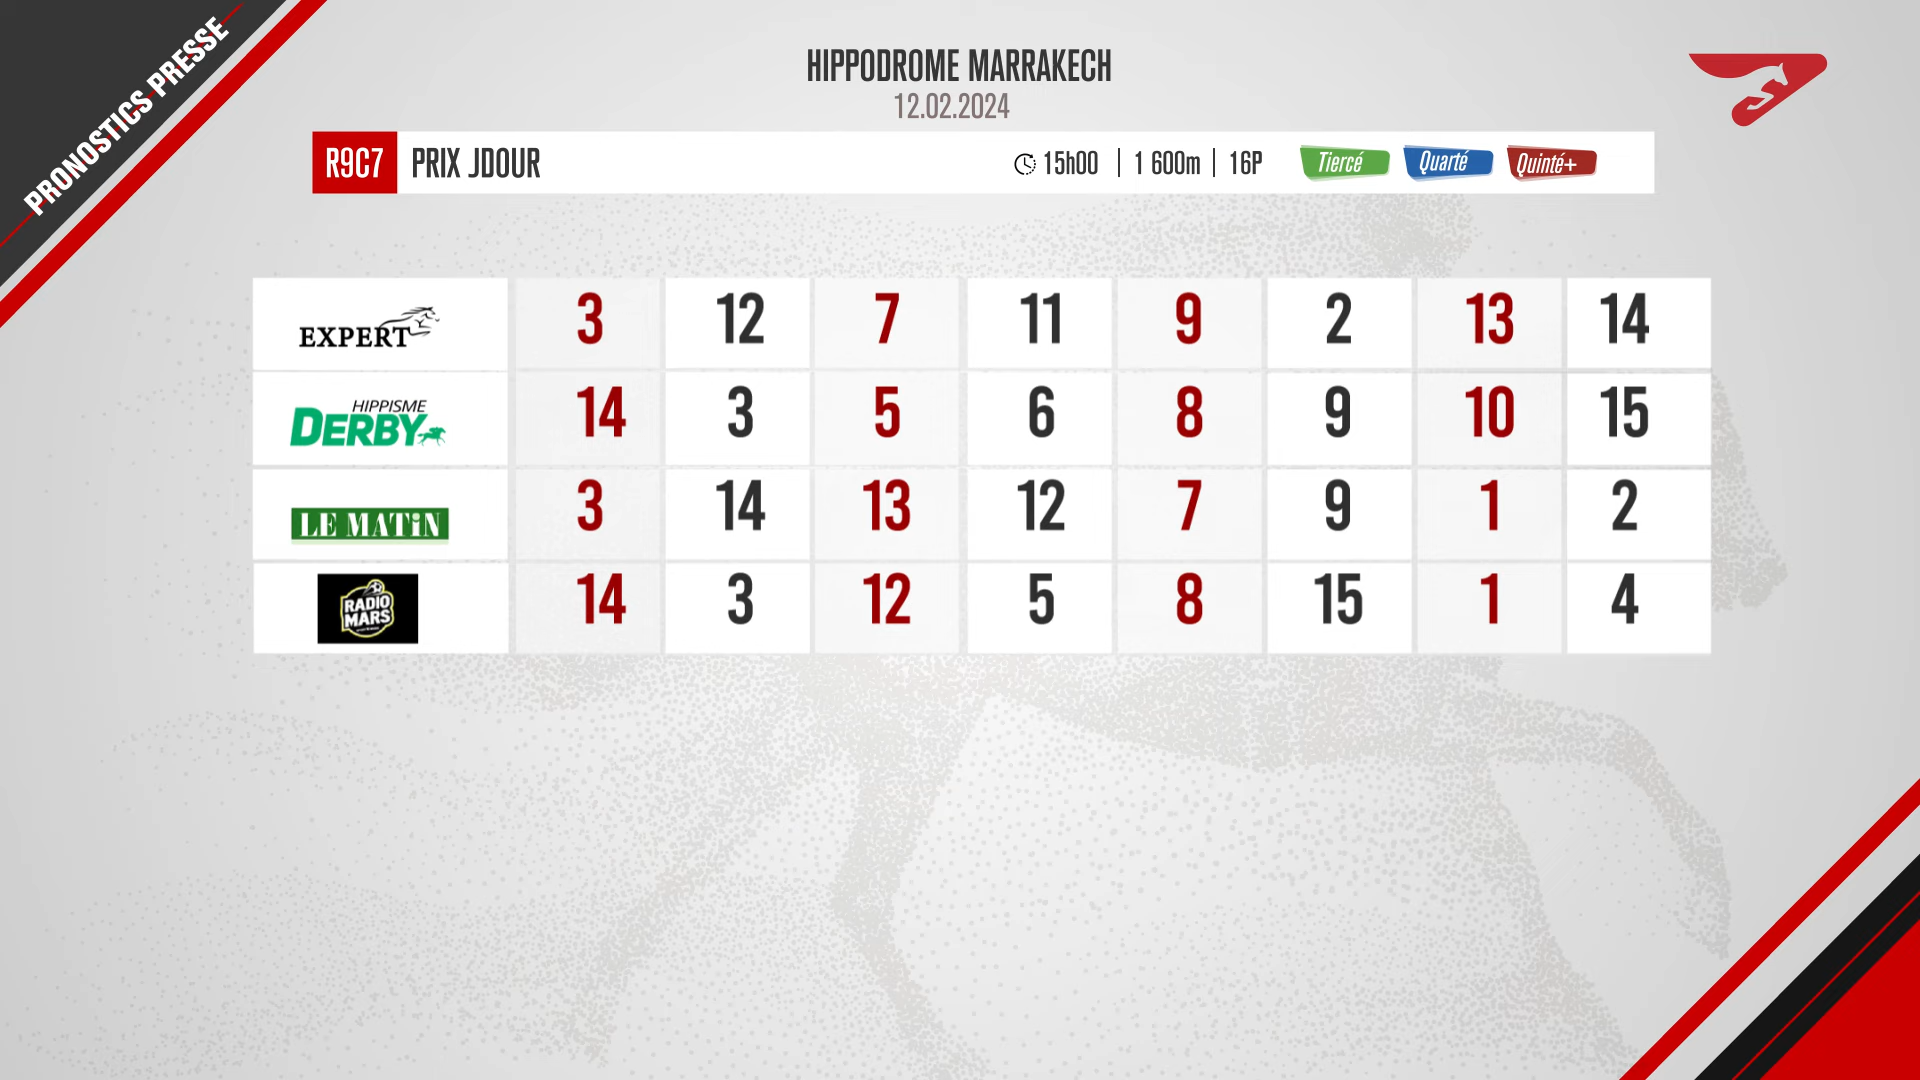 PRONOSTICS PRESSE
HIPPODROME MARRAKECH
12.02.2024
R9C7 PRIX JDOUR 15h00 | 1 600m | 16P Tiercé Quarté Quinté+
EXPERT 3 12 7 11 9 2 13 14
HIPPISME
DERBY 14 3 5 6 8 9 10 15
LE MATiN 3 14 13 12 7 9 1 2
RADIO
MARS 14 3 12 5 8 15 1 4